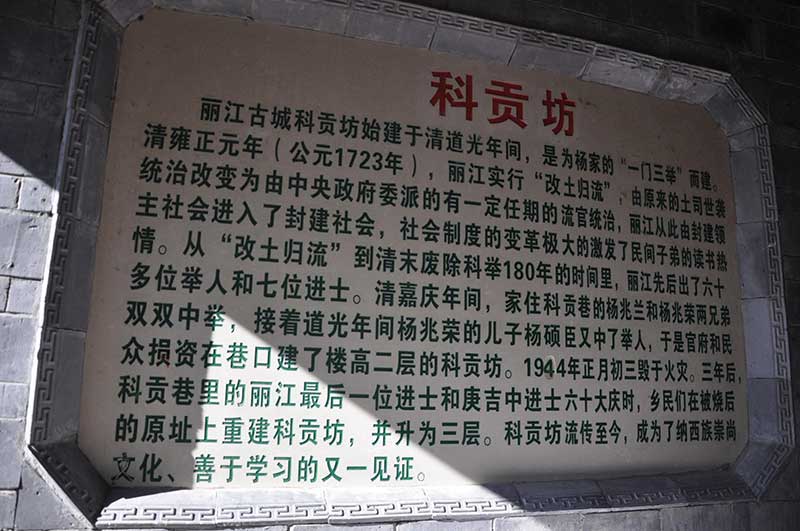 科贡坊
丽江古城科贡坊始建于清道光年间，是为杨家的“一门三举”而建。
清雍正元年（公元1723年），丽江实行“改土归流”，由原来的土司世袭
统治改变为由中央政府委派的有一定任期的流官统治，丽江从此由封建领
主社会进入了封建社会，社会制度的变革极大的激发了民间子弟的读书热
情。从“改土归流”到清末废除科举180年的时间里，丽江先后出了六十
多位举人和七位进士。清嘉庆年间，家住科贡巷的杨兆兰和杨兆荣两兄弟
双双中举，接着道光年间杨兆荣的儿子杨硕臣又中了举人，于是官府和民
众损资在巷口建了楼高二层的科贡坊。1944年正月初三毁于火灾。三年后，
科贡巷里的丽江最后一位进士和庚吉中进士六十大庆时，乡民们在被烧后
的原址上重建科贡坊，并升为三层。科贡坊流传至今，成为了纳西族崇尚
文化、善于学习的又一见证。